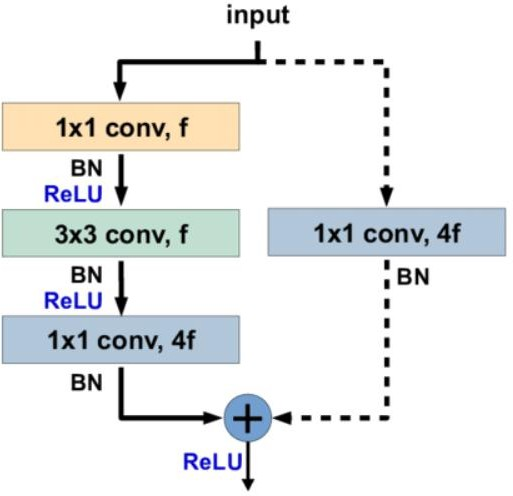 input
1x1 conv, f
BN
ReLU
3x3 conv, f
1x1 conv, 4f
BN
BN
ReLU
1x1 conv, 4f
BN
+
ReLU